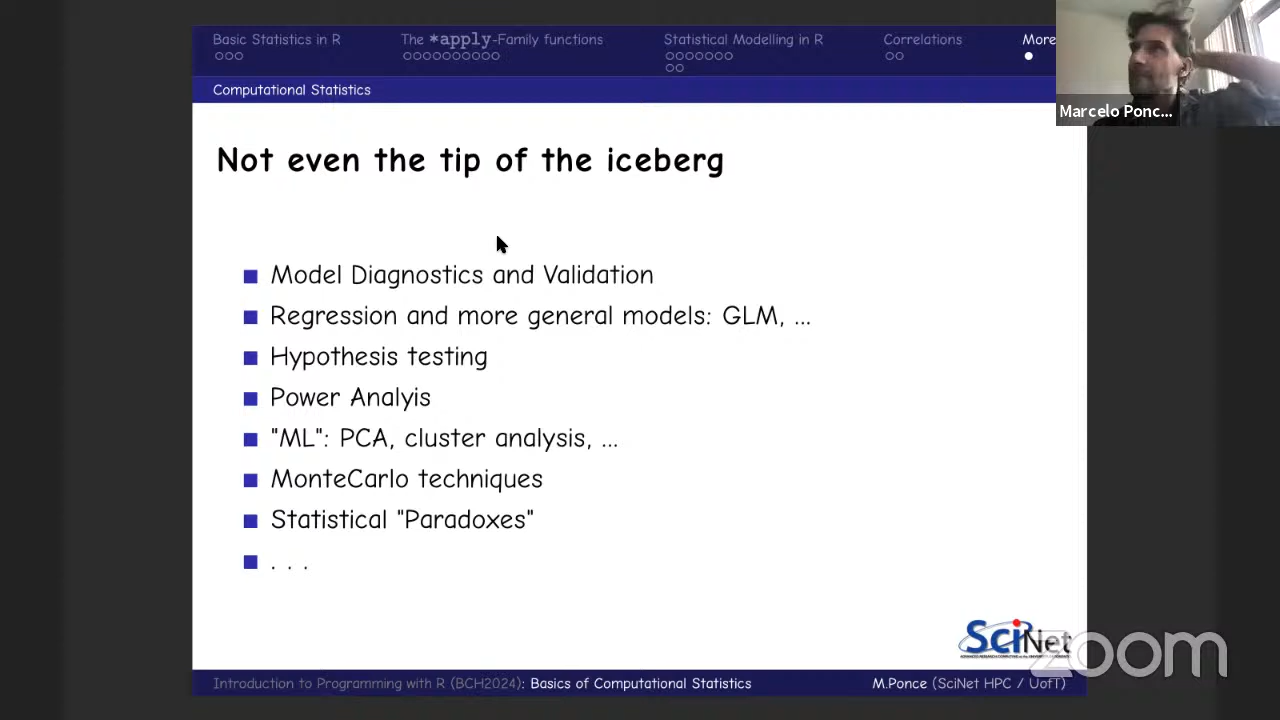 Basic Statistics in R
The *apply-Family functions
Statistical Modelling in R
Correlations
More
Marcelo Ponc...
Computational Statistics
Not even the tip of the iceberg
Model Diagnostics and Validation
Regression and more general models: GLM, ...
Hypothesis testing
Power Analyis
"ML": PCA, cluster analysis, ...
MonteCarlo techniques
Statistical "Paradoxes"
. . .
SciNet
zoom
Introduction to Programming with R (BCH2024): Basics of Computational Statistics
M.Ponce (SciNet HPC / UofT)